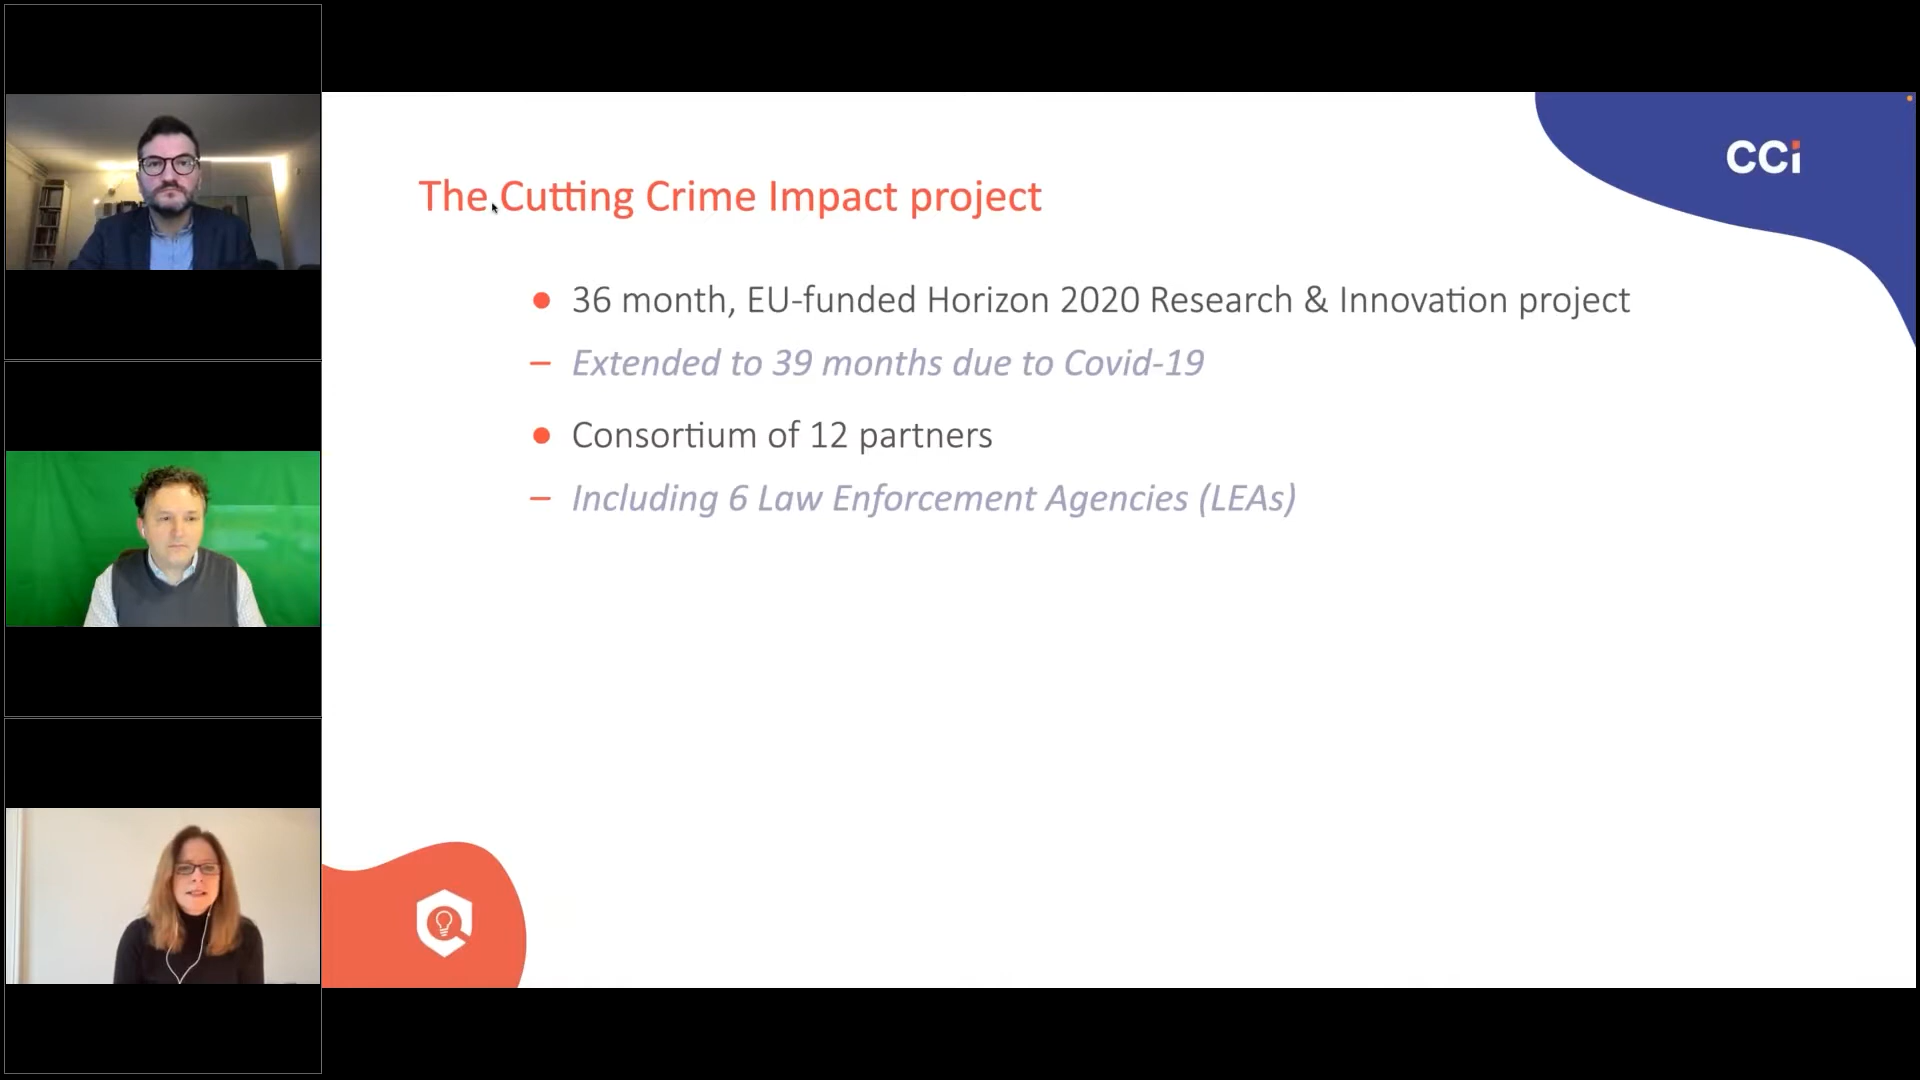 CCi
The Cutting Crime Impact project
36 month, EU-funded Horizon 2020 Research & Innovation project
Extended to 39 months due to Covid-19
Consortium of 12 partners
Including 6 Law Enforcement Agencies (LEAs)